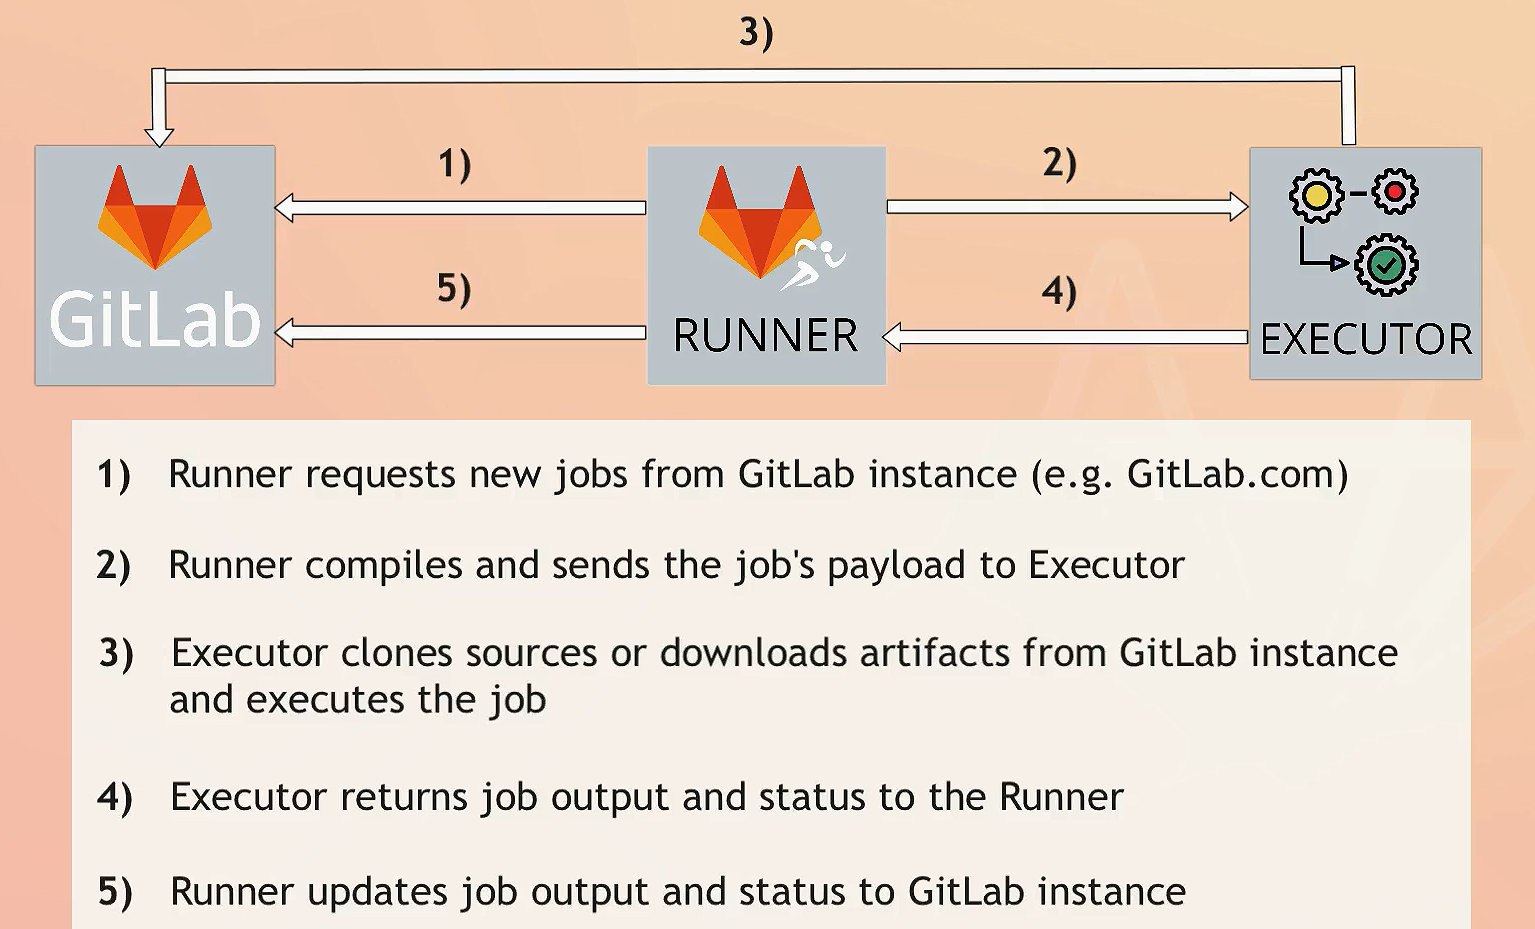 3)
1)
2)
5)
4)
GitLab
RUNNER
EXECUTOR
1) Runner requests new jobs from GitLab instance (e.g. GitLab.com)
2) Runner compiles and sends the job's payload to Executor
3) Executor clones sources or downloads artifacts from GitLab instance
and executes the job
4) Executor returns job output and status to the Runner
5) Runner updates job output and status to GitLab instance